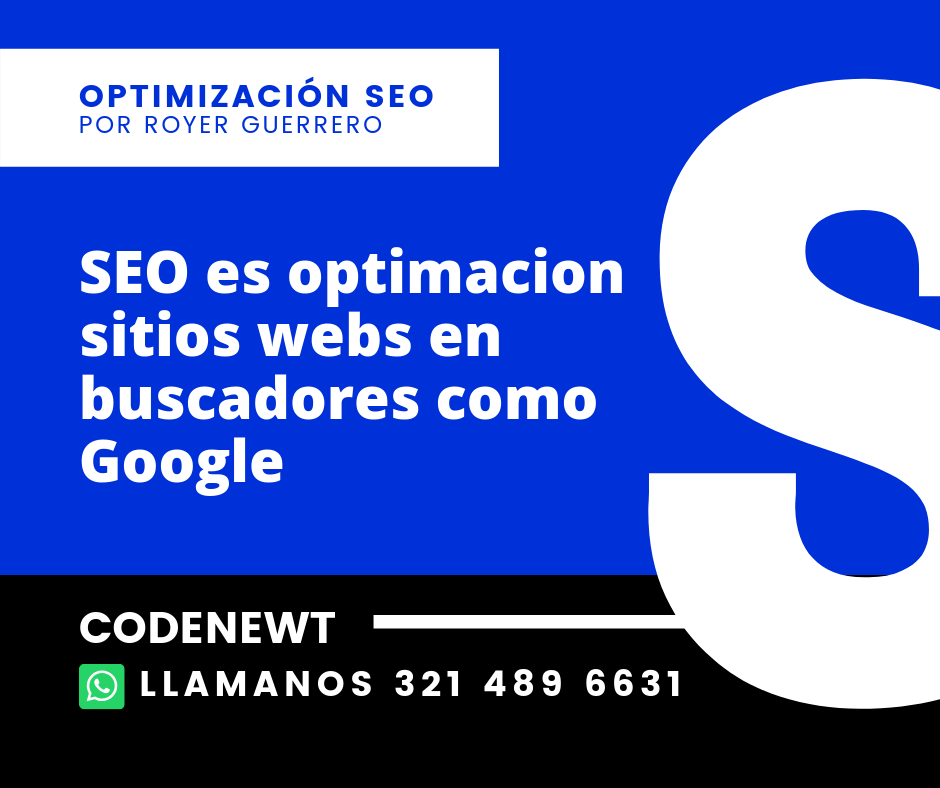 OPTIMIZACIÓN SEO
POR ROYER GUERRERO
SEO es optimacion
sitios webs en
buscadores como
Google
S
CODENEWT
LLAMANOS 321 489 6631